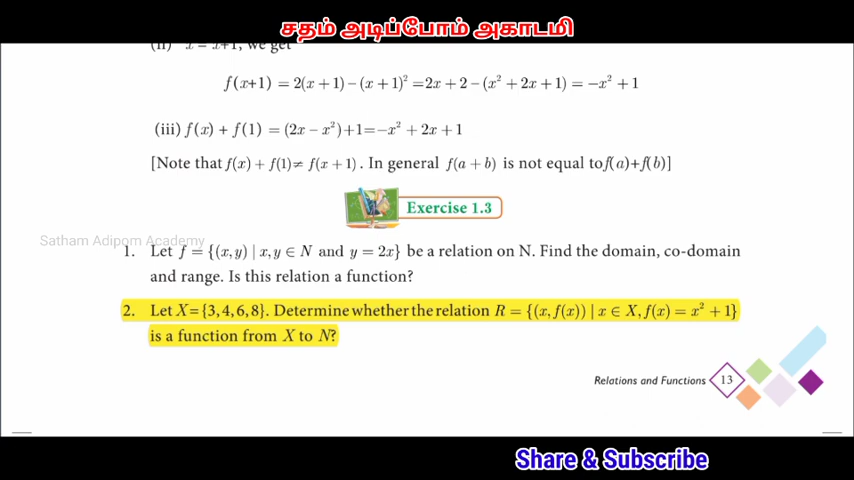 சதம் அடிப்போம் அகாடமி
(ii) x = x+1, we get
f(x+1) = 2(x + 1) − (x + 1)² = 2x + 2 − (x² + 2x + 1) = −x² + 1
(iii) f(x) + f(1) = (2x − x²) + 1 = −x² + 2x + 1
[Note that f(x) + f(1) ≠ f(x + 1). In general f(a + b) is not equal to f(a)+f(b)]
Exercise 1.3
Satham Adipom Academy
1. Let f = {(x, y) | x, y ∈ N and y = 2x} be a relation on N. Find the domain, co-domain
and range. Is this relation a function?
2. Let X = {3, 4, 6, 8}. Determine whether the relation R = {(x, f(x)) | x ∈ X, f(x) = x² + 1}
is a function from X to N?
Relations and Functions 13
Share & Subscribe